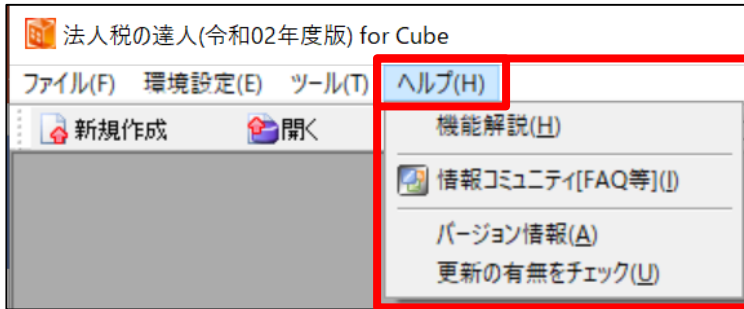 法人税の達人(令和02年度版) for Cube
ファイル(F) 環境設定(E) ツール(T) ヘルプ(H)
新規作成 開く
機能解説(H)
情報コミュニティ[FAQ等](I)
バージョン情報(A)
更新の有無をチェック(U)